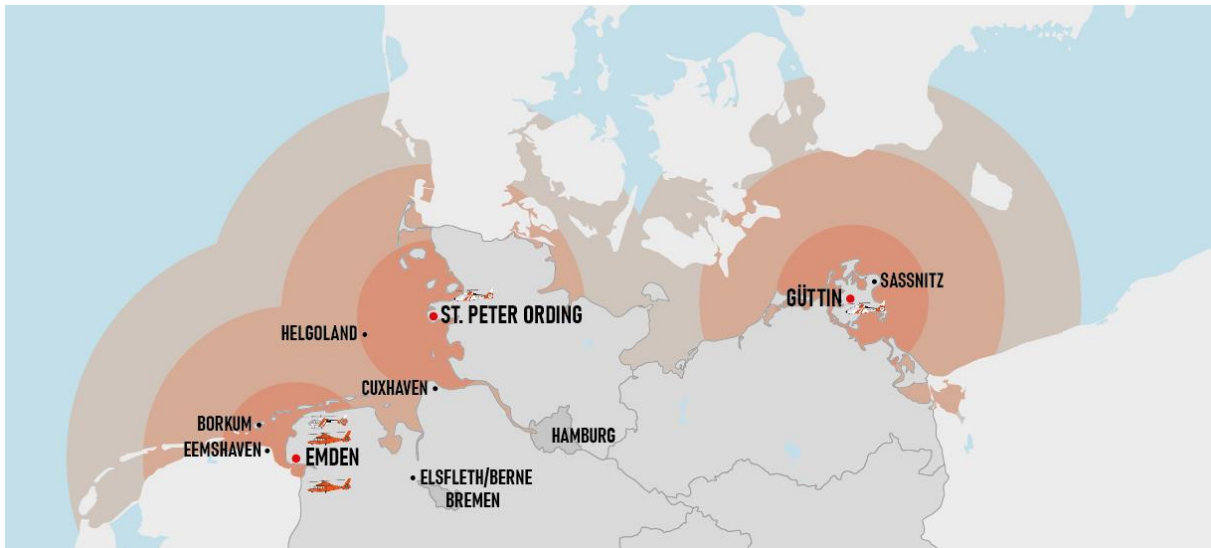 SASSNITZ
GÜTTIN
ST. PETER ORDING
HELGOLAND
CUXHAVEN
BORKUM
HAMBURG
EEMSHAVEN
EMDEN
ELSFLETH/BERNE
BREMEN